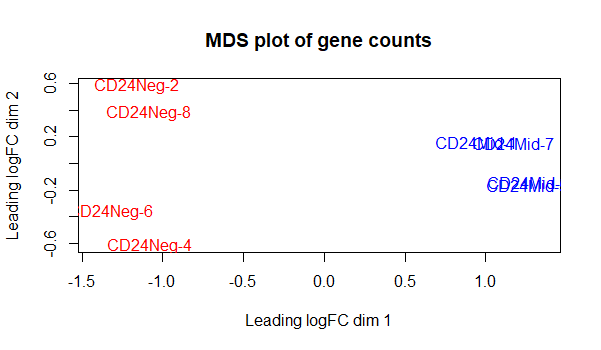 MDS plot of gene counts
Leading logFC dim 2
0.6
0.2
-0.2
-0.6
CD24Neg-2
CD24Neg-8
CD24Mid-7
D24Neg-6
CD24Mid-
CD24Mid-
CD24Neg-4
-1.5 -1.0 -0.5 0.0 0.5 1.0
Leading logFC dim 1